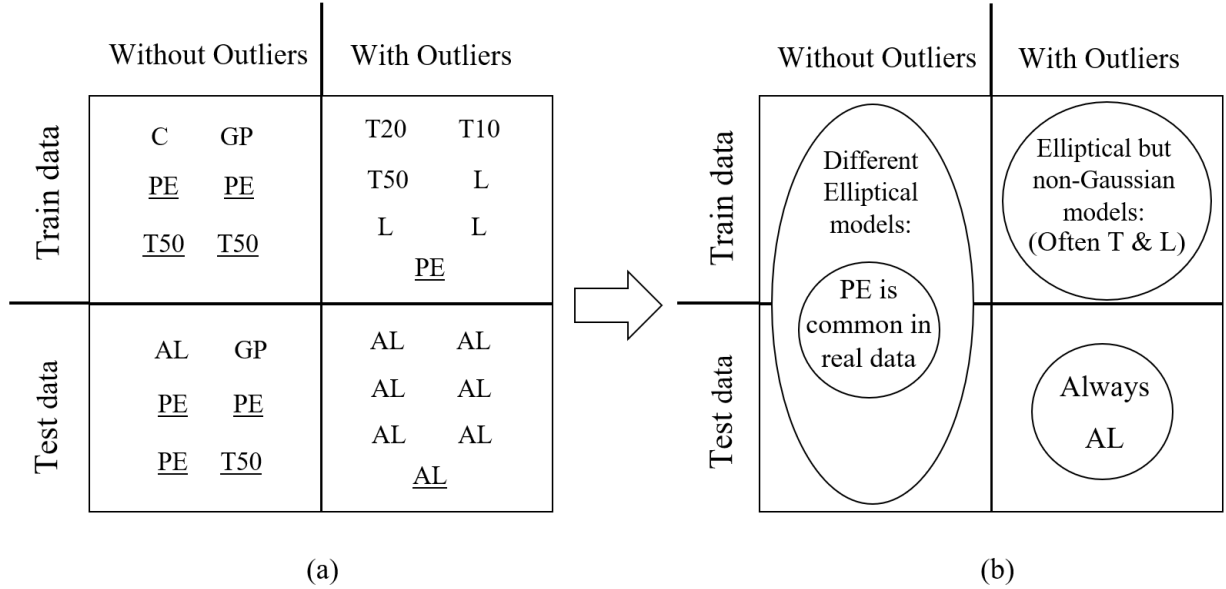 Without Outliers
With Outliers
Train data
C GP
PE PE
T50 T50
T20 T10
T50 L
L L
PE
Test data
AL GP
PE PE
PE T50
AL AL
AL AL
AL AL
AL
(a)
Without Outliers
With Outliers
Train data
Different
Elliptical
models:
PE is
common in
real data
Elliptical but
non-Gaussian
models:
(Often T & L)
Test data
Always
AL
(b)